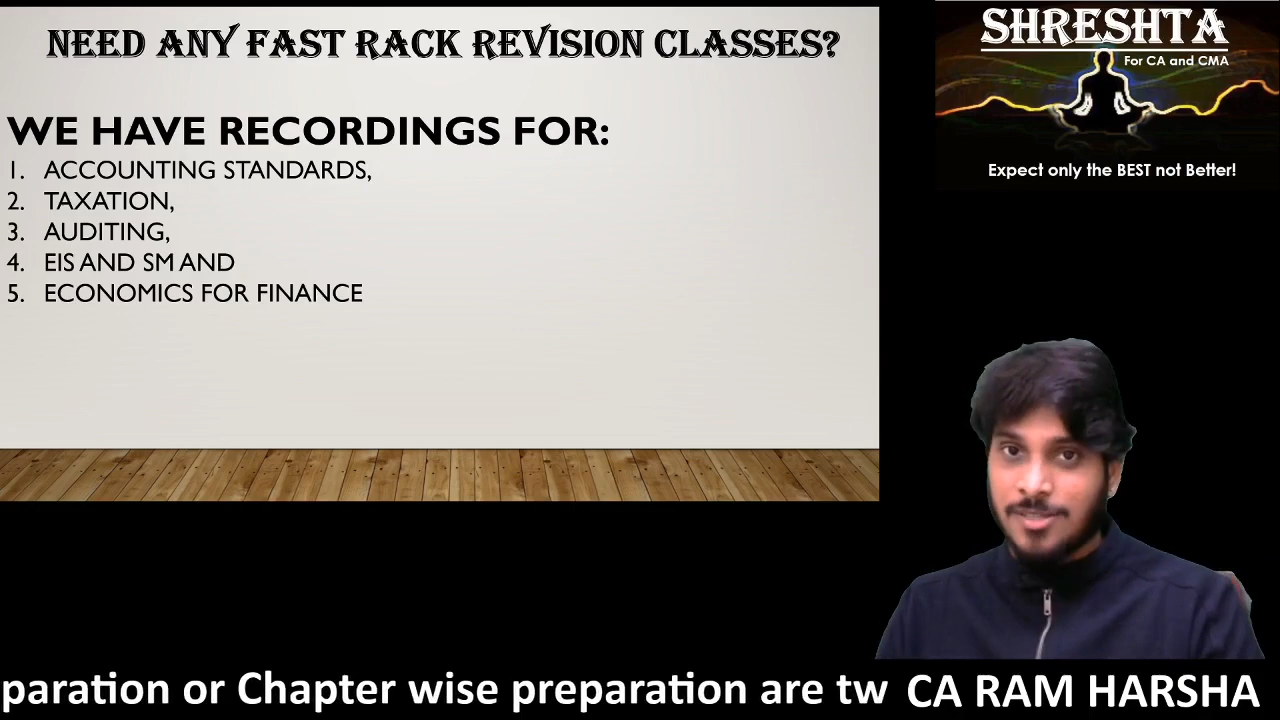 NEED ANY FAST RACK REVISION CLASSES?
WE HAVE RECORDINGS FOR:
1. ACCOUNTING STANDARDS,
2. TAXATION,
3. AUDITING,
4. EIS AND SM AND
5. ECONOMICS FOR FINANCE
SHRESHTA
For CA and CMA
Expect only the BEST not Better!
paration or Chapter wise preparation are tw
CA RAM HARSHA